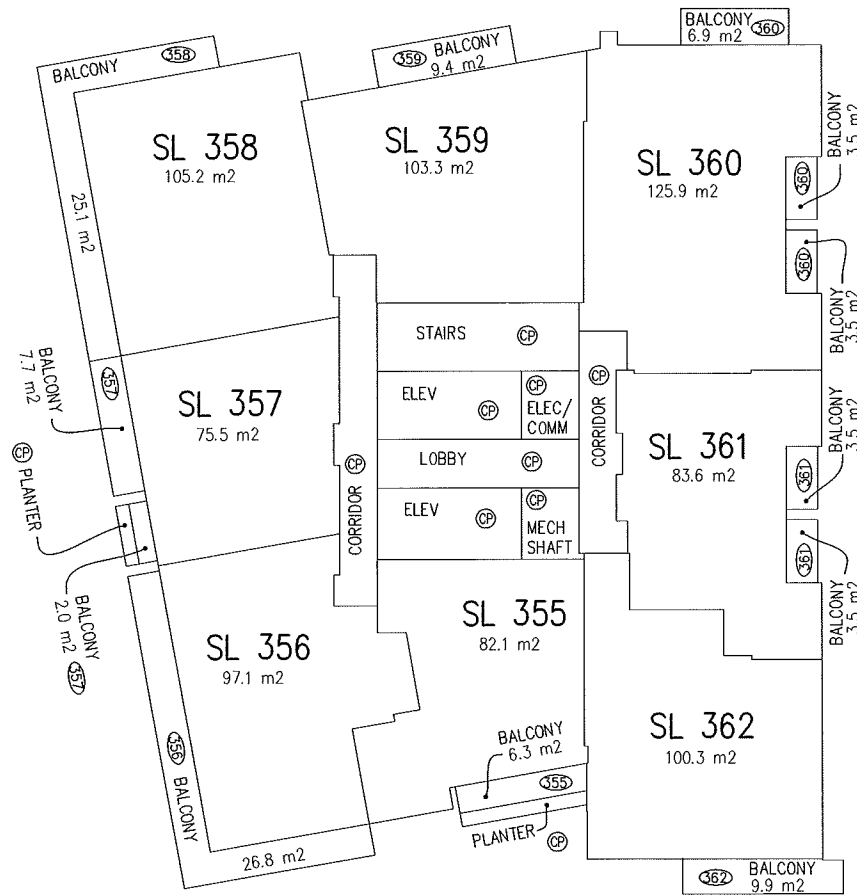 BALCONY 358
25.1 m2
SL 358
105.2 m2
359 BALCONY
9.4 m2
SL 359
103.3 m2
BALCONY
6.9 m2 360
SL 360
125.9 m2
360
BALCONY
3.5 m2
360
BALCONY
3.5 m2
STAIRS CP
ELEV CP
CP
ELEC/
COMM
LOBBY CP
ELEV CP
CP
MECH
SHAFT
CORRIDOR CP
CORRIDOR CP
BALCONY
7.7 m2
357
SL 357
75.5 m2
CP PLANTER
BALCONY
2.0 m2 357
SL 361
83.6 m2
361
BALCONY
3.5 m2
361
BALCONY
3.5 m2
SL 356
97.1 m2
356 BALCONY
26.8 m2
SL 355
82.1 m2
BALCONY
6.3 m2
355
PLANTER CP
SL 362
100.3 m2
362 BALCONY
9.9 m2